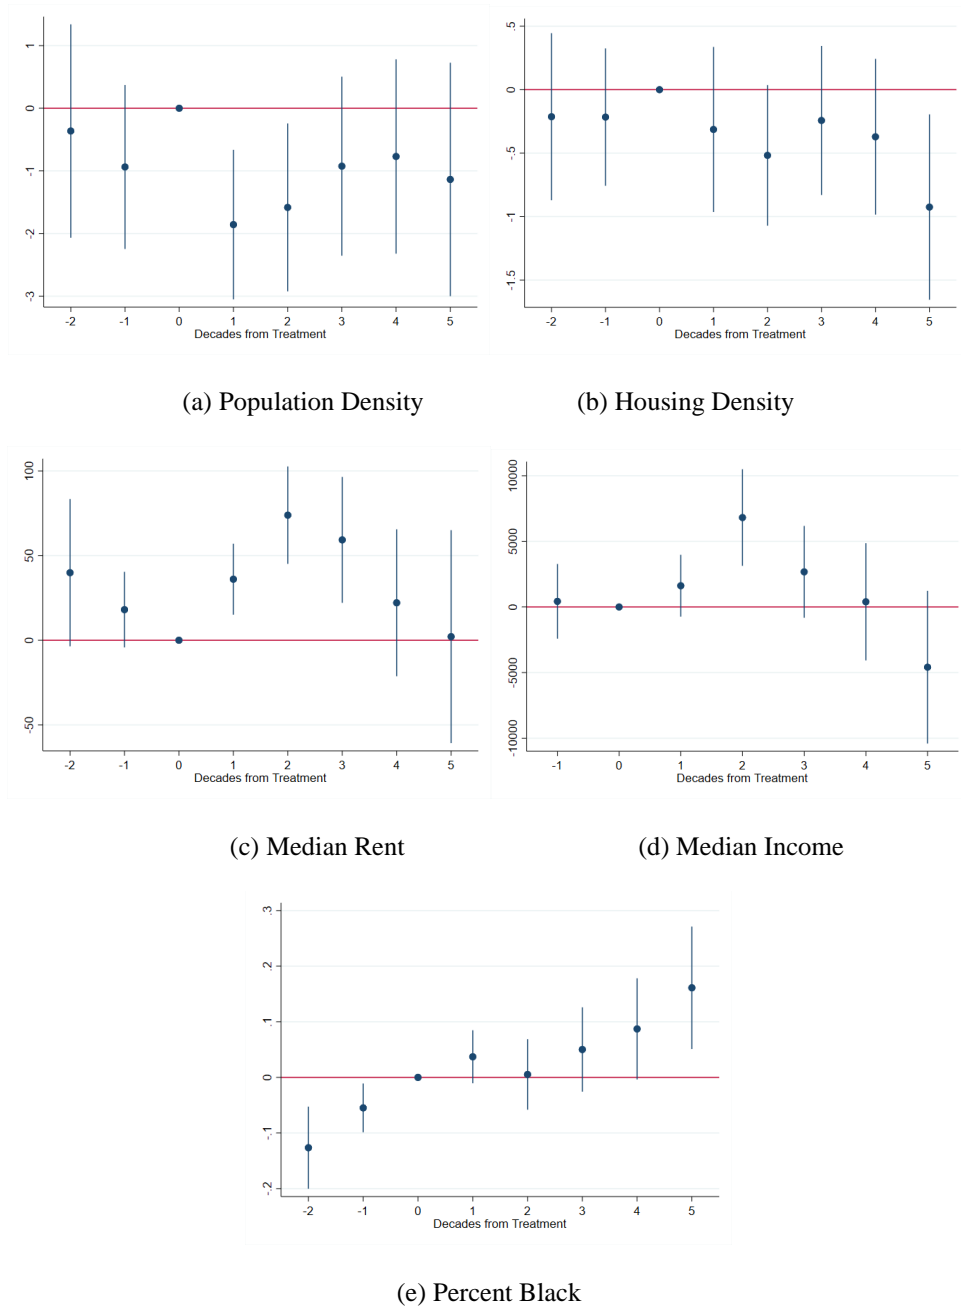 1
0
-1
-2
-3
-2 -1 0 1 2 3 4 5
Decades from Treatment
(a) Population Density
.5
0
-.5
-1
-1.5
-2 -1 0 1 2 3 4 5
Decades from Treatment
(b) Housing Density
100
50
0
-50
-2 -1 0 1 2 3 4 5
Decades from Treatment
(c) Median Rent
10000
5000
0
-5000
-10000
-1 0 1 2 3 4 5
Decades from Treatment
(d) Median Income
.3
.2
.1
0
-.1
-.2
-2 -1 0 1 2 3 4 5
Decades from Treatment
(e) Percent Black